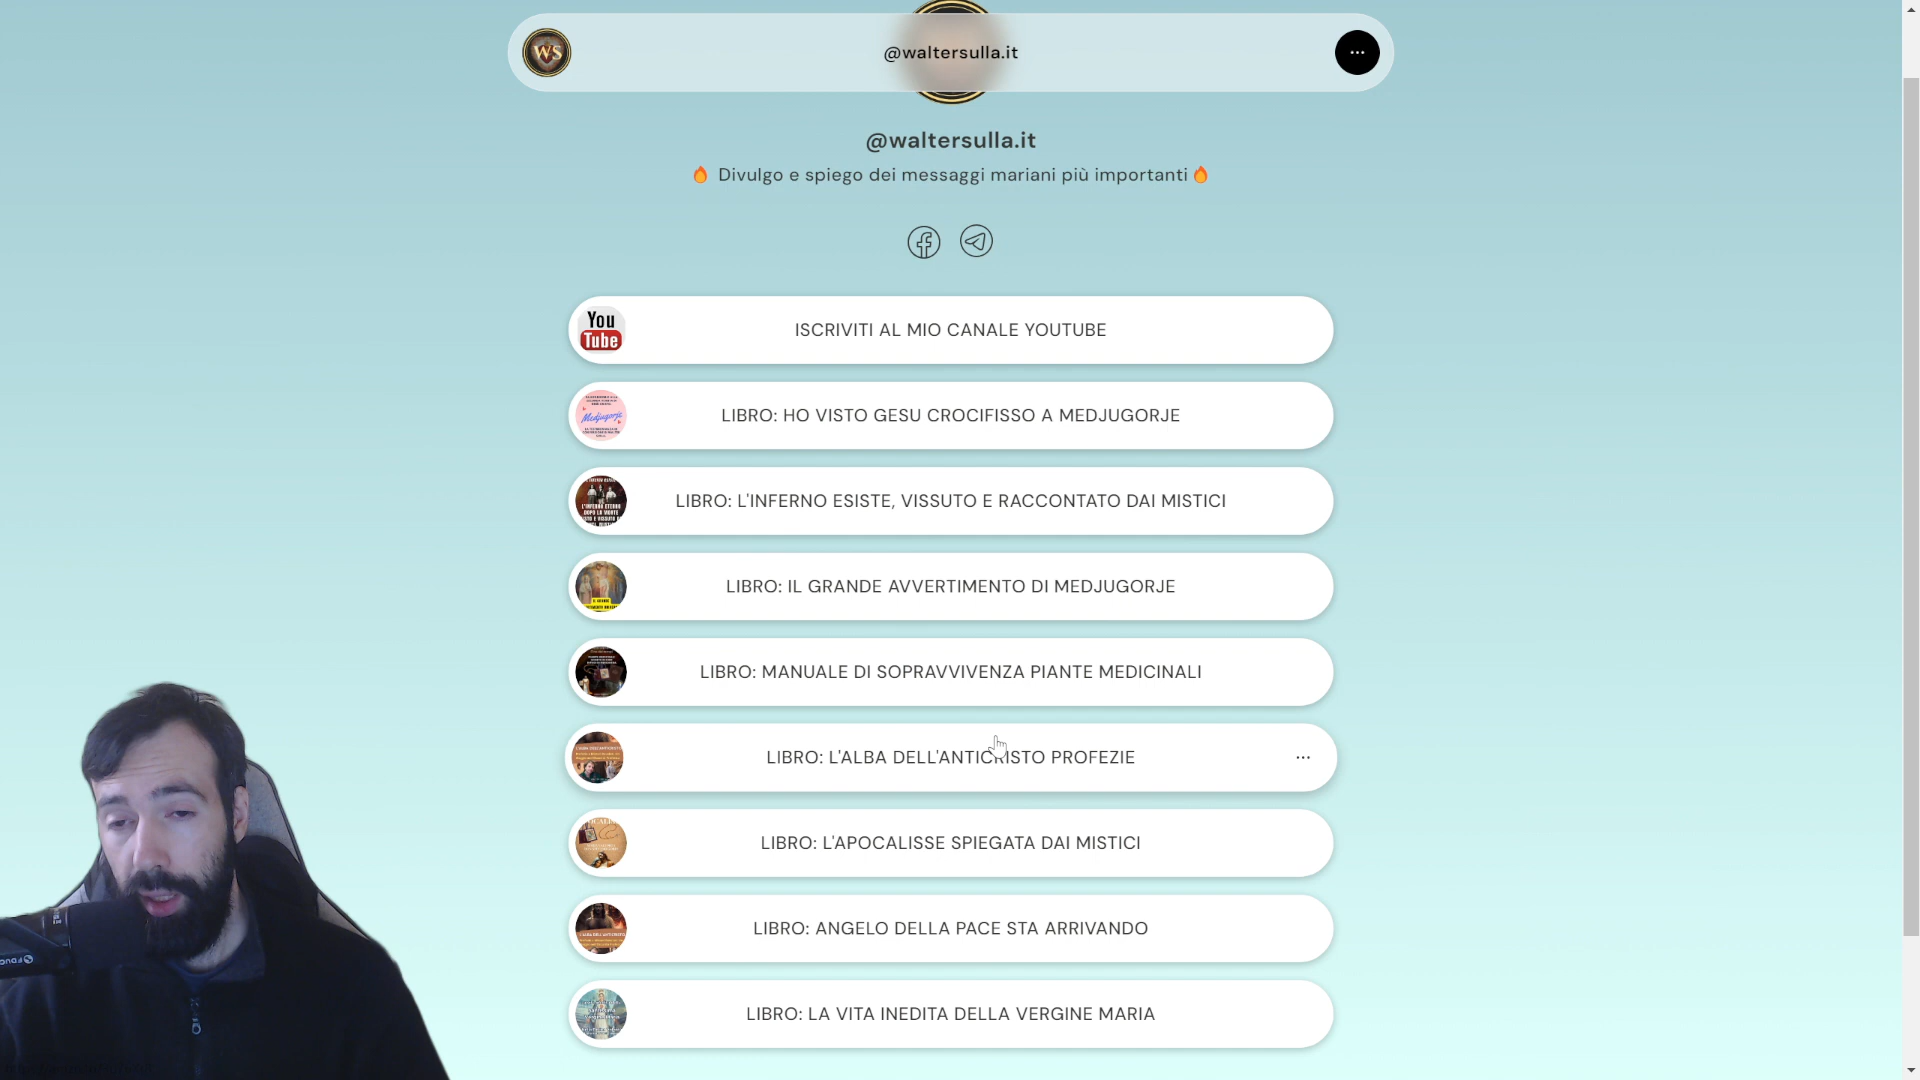 WS
@waltersulla.it
@waltersulla.it
🔥 Divulgo e spiego dei messaggi mariani più importanti 🔥
You
Tube
ISCRIVITI AL MIO CANALE YOUTUBE
Medjugorje
LIBRO: HO VISTO GESU CROCIFISSO A MEDJUGORJE
LIBRO: L'INFERNO ESISTE, VISSUTO E RACCONTATO DAI MISTICI
LIBRO: IL GRANDE AVVERTIMENTO DI MEDJUGORJE
LIBRO: MANUALE DI SOPRAVVIVENZA PIANTE MEDICINALI
LIBRO: L'ALBA DELL'ANTICRISTO PROFEZIE
LIBRO: L'APOCALISSE SPIEGATA DAI MISTICI
LIBRO: ANGELO DELLA PACE STA ARRIVANDO
LIBRO: LA VITA INEDITA DELLA VERGINE MARIA